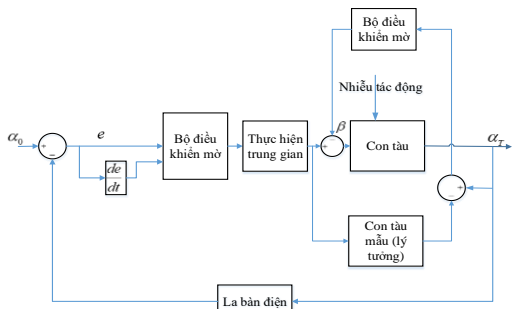 Bộ điều
khiển mờ
Nhiễu tác động
α₀
+
−
e
de
dt
Bộ điều
khiển mờ
Thực hiện
trung gian
+
−
β
Con tàu
α_T
+
−
Con tàu
mẫu (lý
tưởng)
La bàn điện